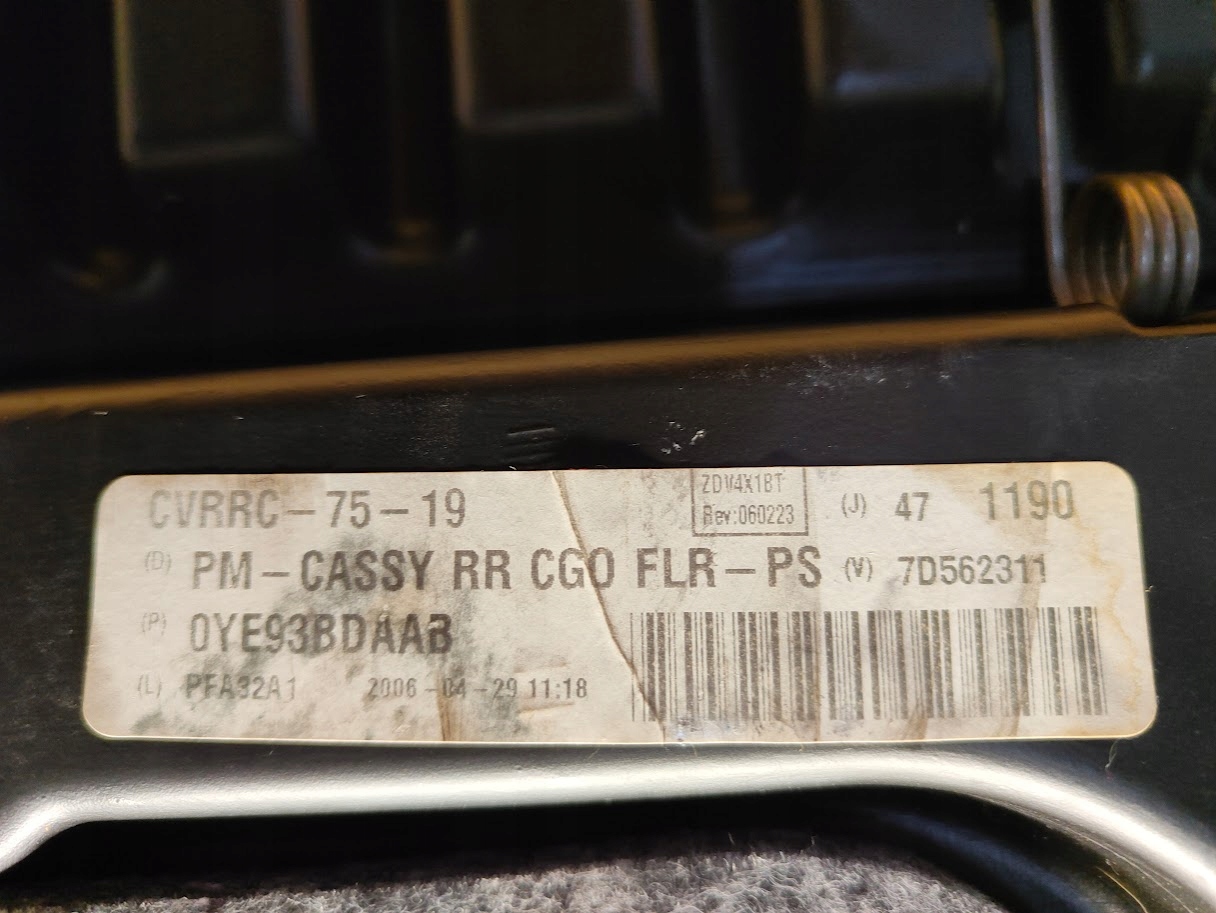 CVRRC-75-19
ZDV4X1BT
Rev:060223
(J) 47 1190
(D) PM-CASSY RR CGO FLR-PS
(V) 7D562311
(P) 0YE93BDAAB
(L) PFA32A1 2006-04-29 11:18